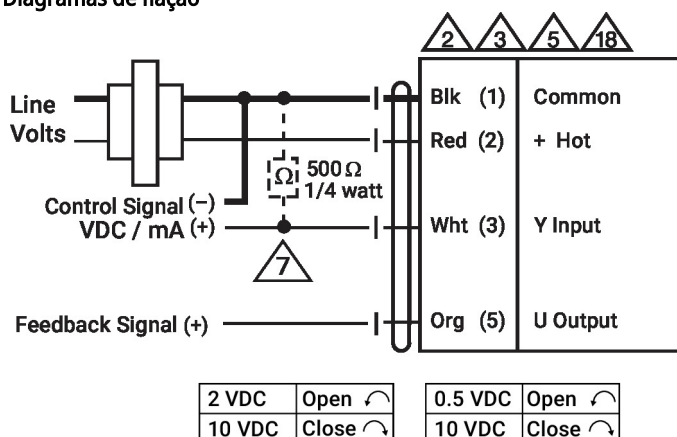 Diagramas de fiação
2 3 5 18
Line Volts
Blk (1) Common
Red (2) + Hot
Ω 500 Ω 1/4 watt
Control Signal (−)
VDC / mA (+)
Wht (3) Y Input
7
Feedback Signal (+)
Org (5) U Output
2 VDC Open
10 VDC Close
0.5 VDC Open
10 VDC Close